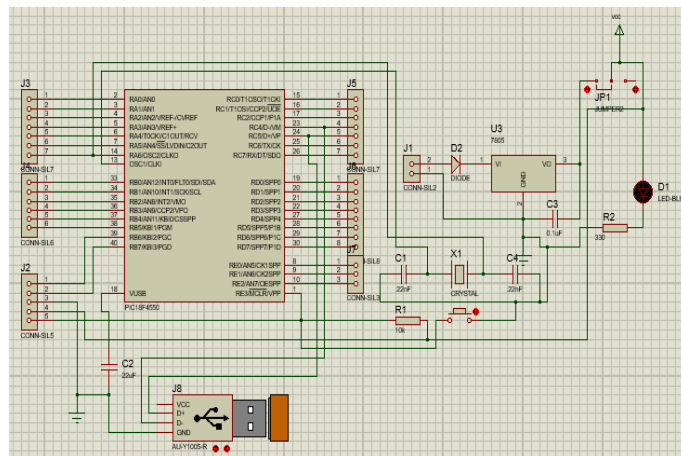 VCC
J3
1
2
3
4
5
6
7
CONN-SIL7
2
3
4
5
6
7
14
13
RA0/AN0
RA1/AN1
RA2/AN2/VREF-/CVREF
RA3/AN3/VREF+
RA4/T0CKI/C1OUT/RCV
RA5/AN4/SS/LVDIN/C2OUT
RA6/OSC2/CLKO
OSC1/CLKI
RC0/T1OSO/T1CKI
RC1/T1OSI/CCP2/UOE
RC2/CCP1/P1A
RC4/D-/VM
RC5/D+/VP
RC6/TX/CK
RC7/RX/DT/SDO
15
16
17
23
24
25
26
J5
1
2
3
4
5
6
7
CONN-SIL7
J4
1
2
3
4
5
6
CONN-SIL6
33
34
35
36
37
38
39
40
RB0/AN12/INT0/FLT0/SDI/SDA
RB1/AN10/INT1/SCK/SCL
RB2/AN8/INT2/VMO
RB3/AN9/CCP2/VPO
RB4/AN11/KBI0/CSSPP
RB5/KBI1/PGM
RB6/KBI2/PGC
RB7/KBI3/PGD
RD0/SPP0
RD1/SPP1
RD2/SPP2
RD3/SPP3
RD4/SPP4
RD5/SPP5/P1B
RD6/SPP6/P1C
RD7/SPP7/P1D
19
20
21
22
27
28
29
30
J6
1
2
3
4
5
6
7
8
J7
RE0/AN5/CK1SPP
RE1/AN6/CK2SPP
RE2/AN7/OESPP
RE3/MCLR/VPP
8
9
10
1
1
2
3
CONN-SIL3
J2
1
2
3
4
5
CONN-SIL5
18
VUSB
PIC18F4550
J1
2
1
CONN-SIL2
D2
DIODE
U3
7805
1
VI
VO
3
GND
2
JP1
JUMPER2
C3
0.1uF
D1
R2
330
C1
22nF
X1
CRYSTAL
C4
22nF
R1
10k
C2
22uF
J8
VCC
D+
D-
GND
AU-Y1005-R